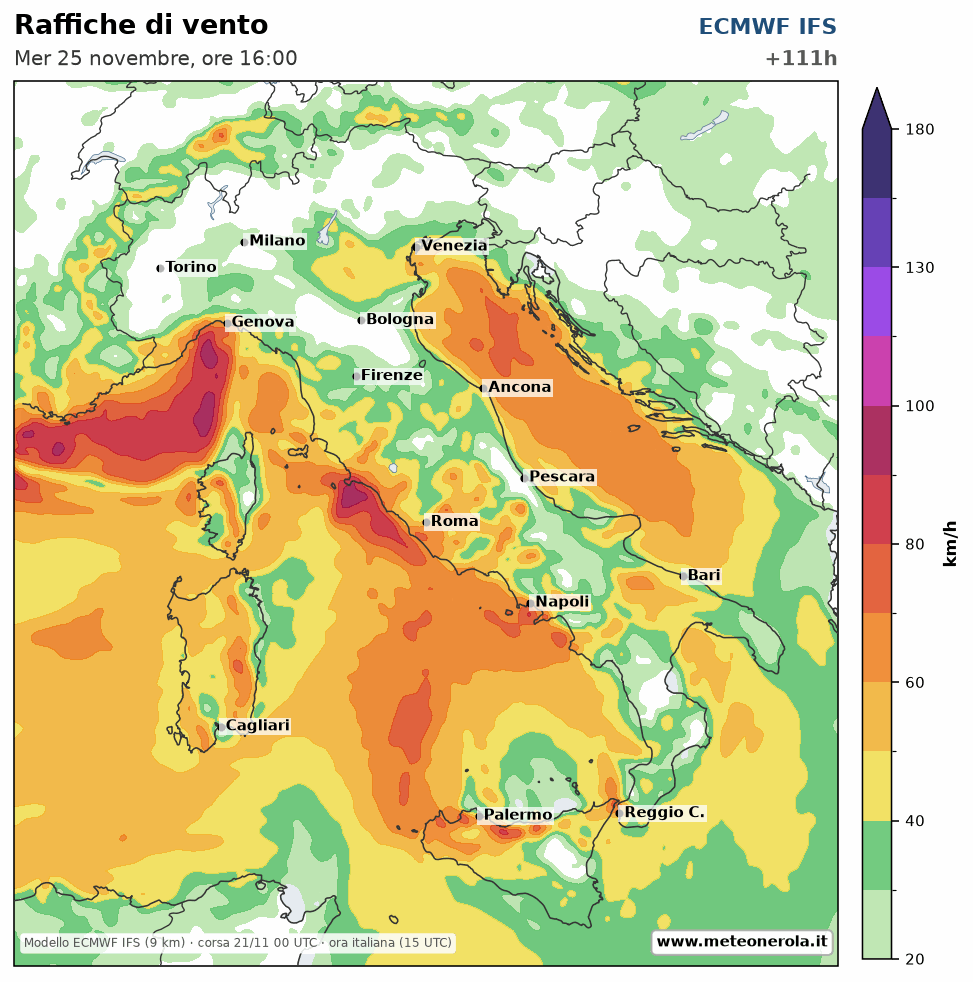 Raffiche di vento
ECMWF IFS
Mer 25 novembre, ore 16:00
+111h
Milano
Venezia
Torino
Genova
Bologna
Firenze
Ancona
Pescara
Roma
Bari
Napoli
Cagliari
Palermo
Reggio C.
180
130
100
80
60
40
20
km/h
Modello ECMWF IFS (9 km) · corsa 21/11 00 UTC · ora italiana (15 UTC)
www.meteonerola.it